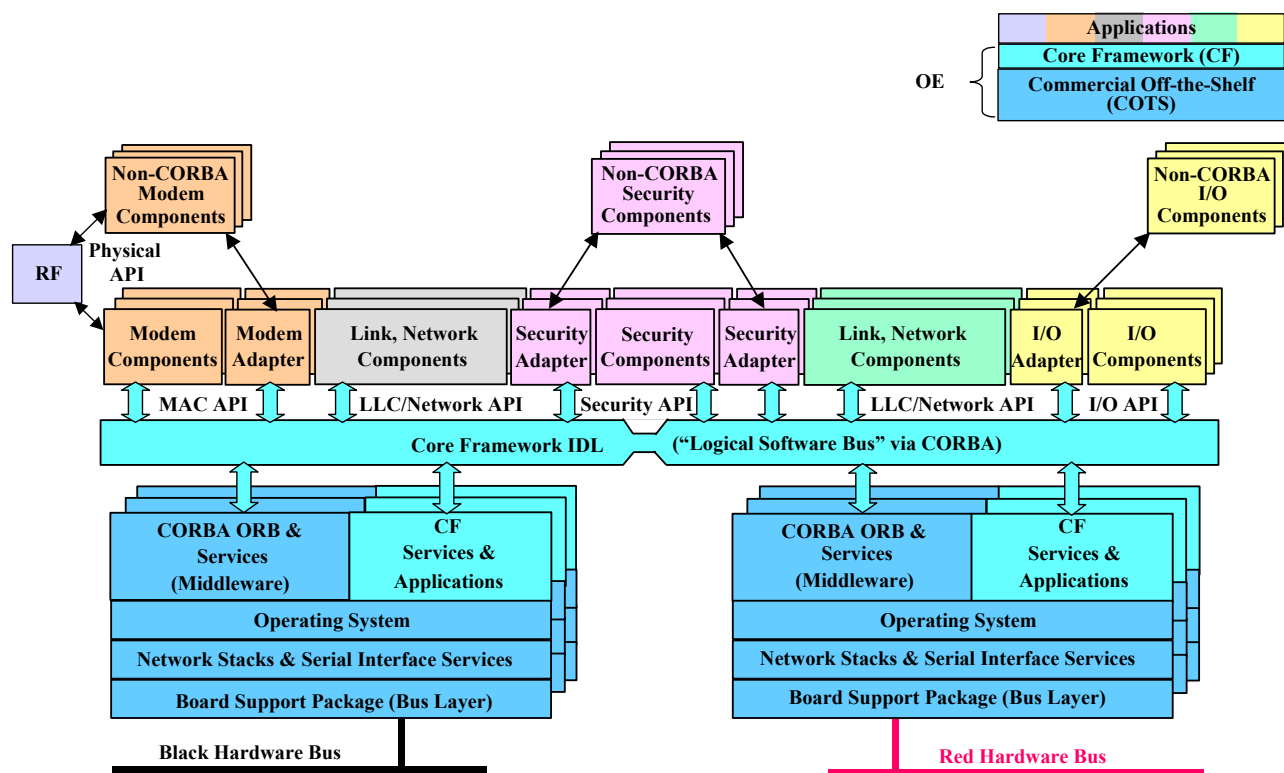 Applications
Core Framework (CF)
OE
Commercial Off-the-Shelf
(COTS)
Non-CORBA
Modem
Components
Non-CORBA
Security
Components
Non-CORBA
I/O
Components
RF
Physical
API
Modem
Components
Modem
Adapter
Link, Network
Components
Security
Adapter
Security
Components
Security
Adapter
Link, Network
Components
I/O
Adapter
I/O
Components
MAC API
LLC/Network API
Security API
LLC/Network API
I/O API
Core Framework IDL
(“Logical Software Bus” via CORBA)
CORBA ORB &
Services
(Middleware)
CF
Services &
Applications
Operating System
Network Stacks & Serial Interface Services
Board Support Package (Bus Layer)
Black Hardware Bus
CORBA ORB &
Services
(Middleware)
CF
Services &
Applications
Operating System
Network Stacks & Serial Interface Services
Board Support Package (Bus Layer)
Red Hardware Bus